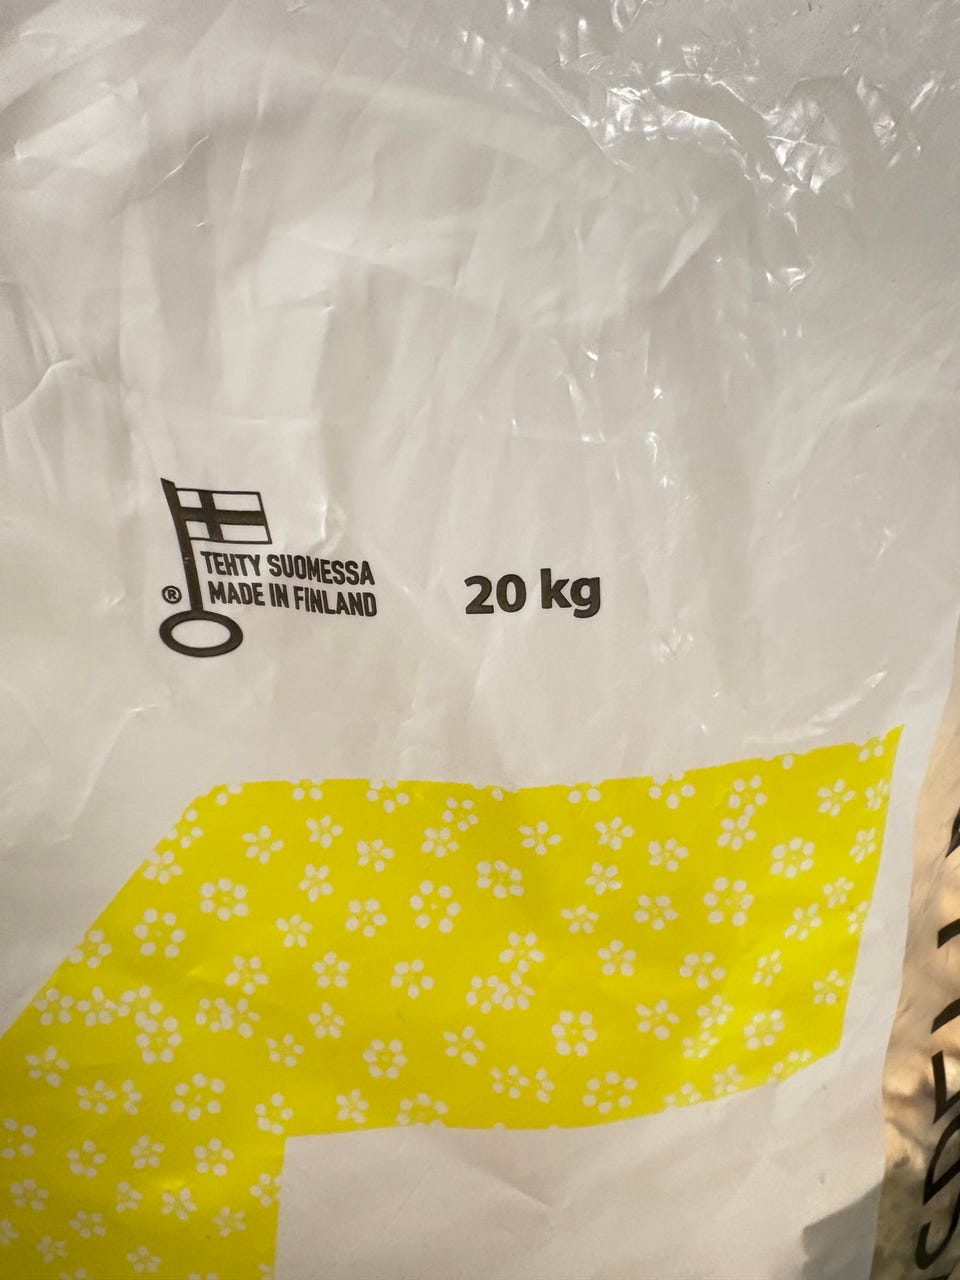 TEHTY SUOMESSA
® MADE IN FINLAND
20 kg